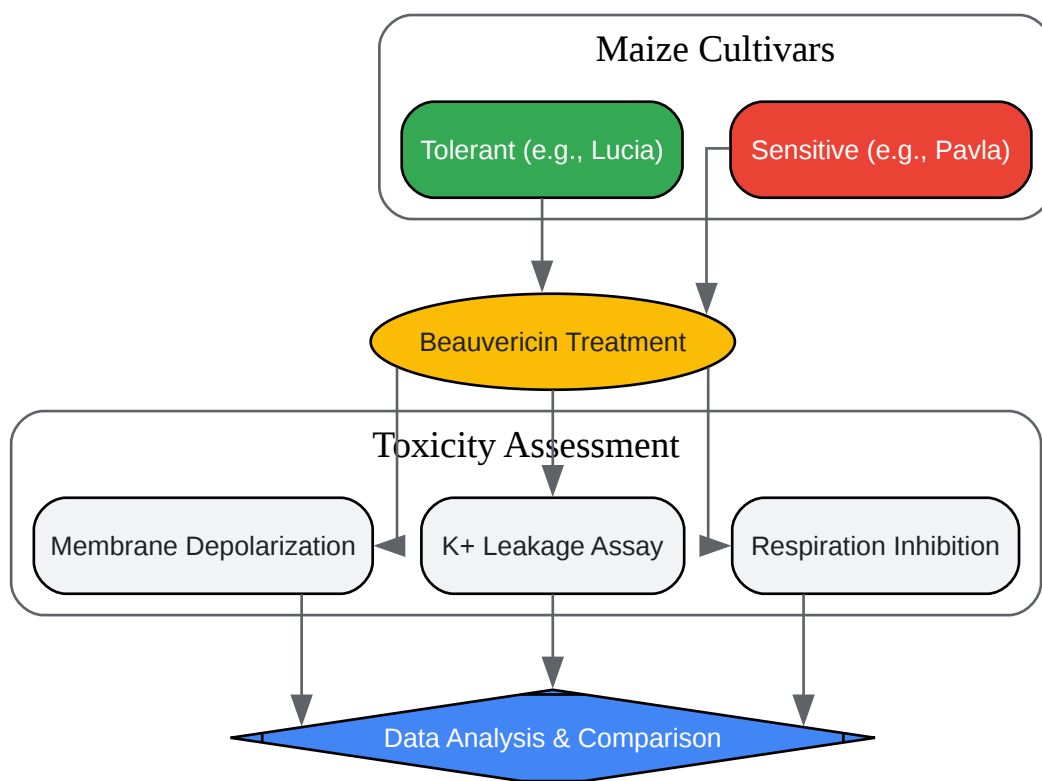 Maize Cultivars
Tolerant (e.g., Lucia)
Sensitive (e.g., Pavla)
Beauvericin Treatment
Toxicity Assessment
Membrane Depolarization
K+ Leakage Assay
Respiration Inhibition
Data Analysis & Comparison